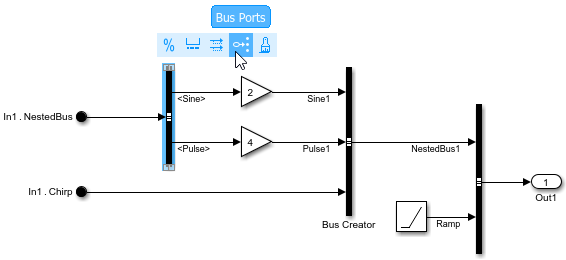 Bus Ports
%
2
<Sine>
Sine1
In1 . NestedBus
4
<Pulse>
Pulse1
NestedBus1
1
Out1
In1 . Chirp
Bus Creator
Ramp